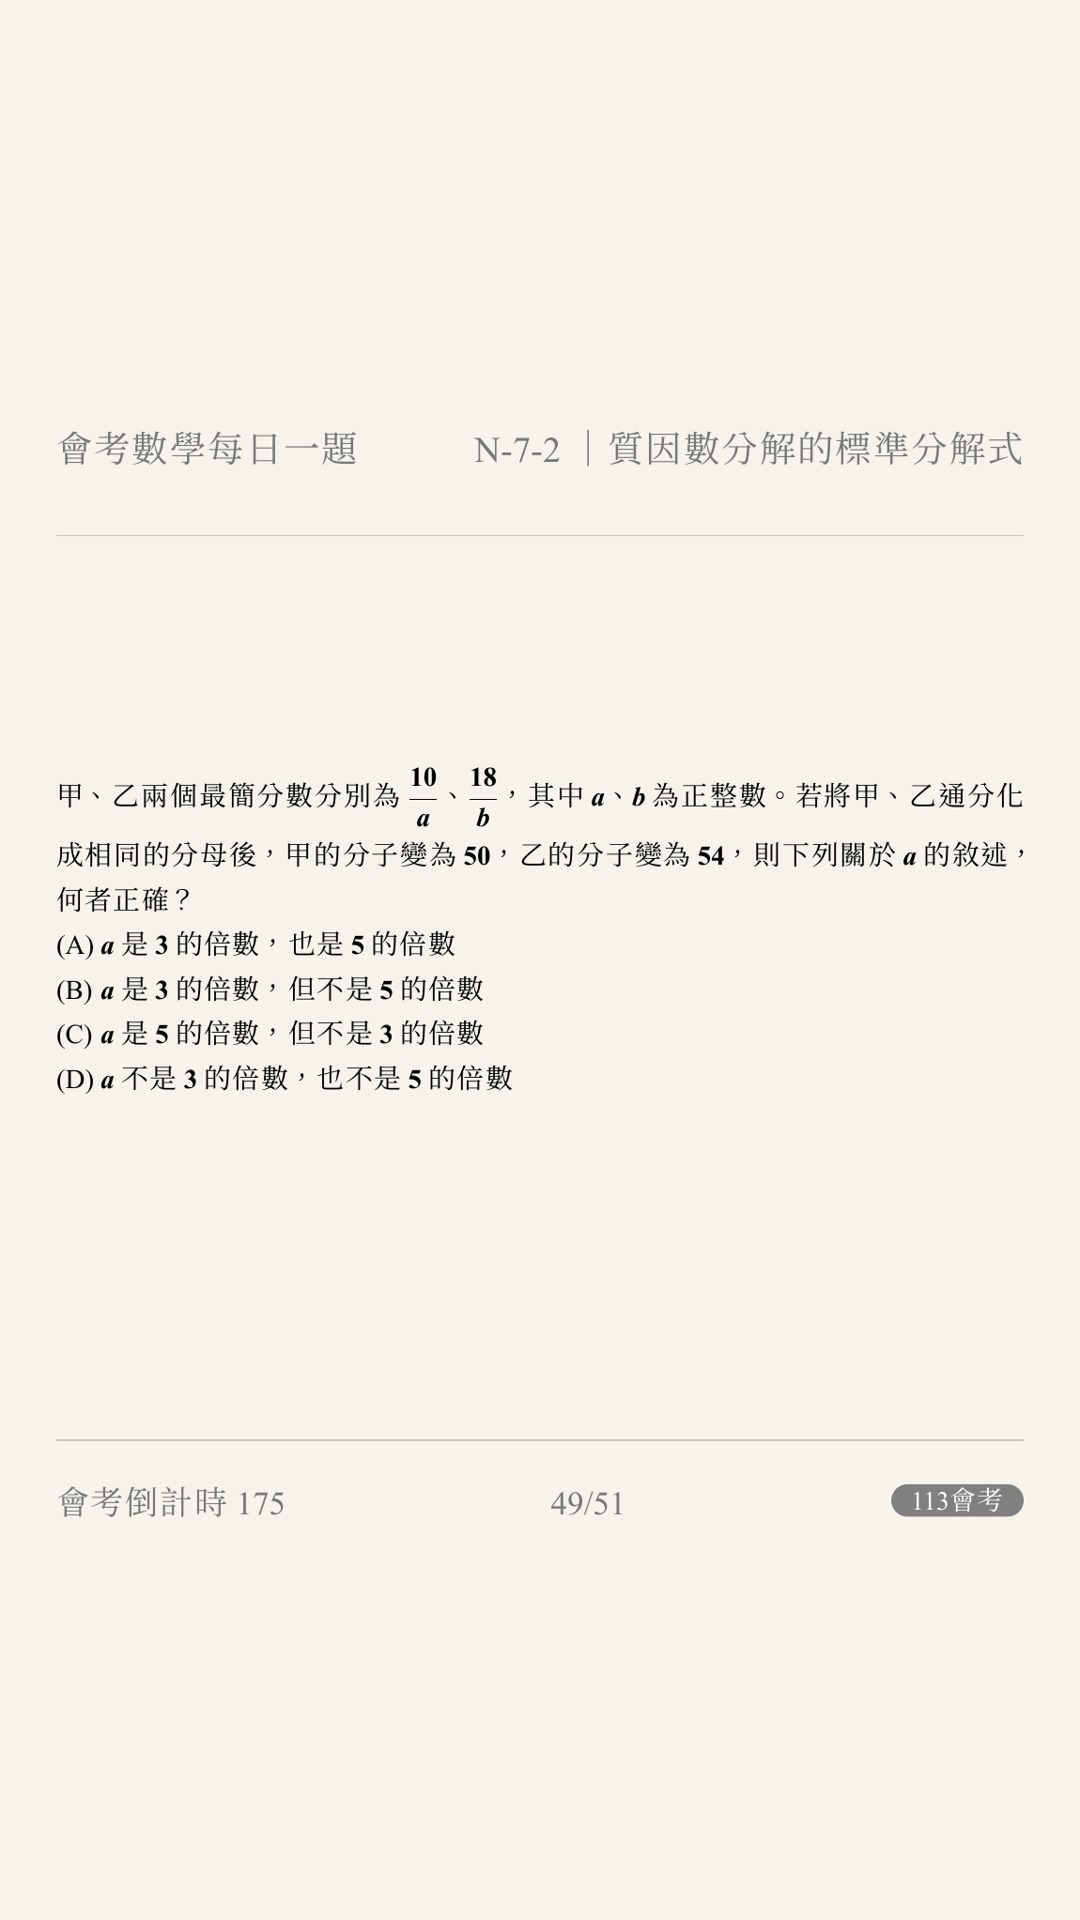 會考數學每日一題 N-7-2｜質因數分解的標準分解式
甲、乙兩個最簡分數分別為 10/a、18/b，其中 a、b 為正整數。若將甲、乙通分化
成相同的分母後，甲的分子變為 50，乙的分子變為 54，則下列關於 a 的敘述，
何者正確？
(A) a 是 3 的倍數，也是 5 的倍數
(B) a 是 3 的倍數，但不是 5 的倍數
(C) a 是 5 的倍數，但不是 3 的倍數
(D) a 不是 3 的倍數，也不是 5 的倍數
會考倒計時 175 49/51 113會考